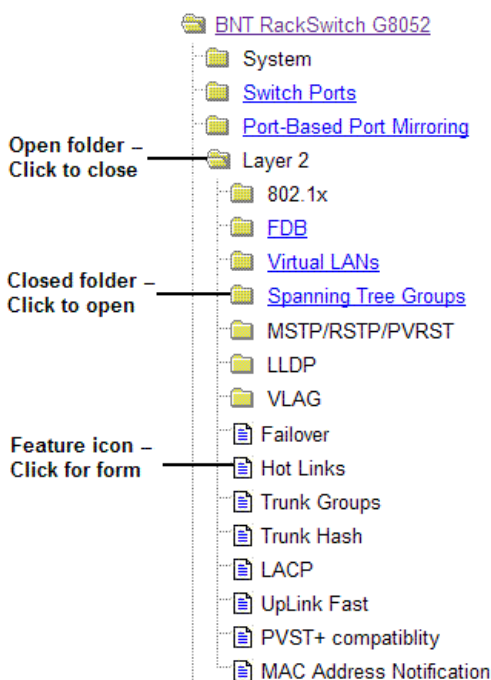 BNT RackSwitch G8052
System
Switch Ports
Port-Based Port Mirroring
Open folder –
Click to close
Layer 2
802.1x
FDB
Virtual LANs
Closed folder –
Click to open
Spanning Tree Groups
MSTP/RSTP/PVRST
LLDP
VLAG
Failover
Feature icon –
Click for form
Hot Links
Trunk Groups
Trunk Hash
LACP
UpLink Fast
PVST+ compatiblity
MAC Address Notification